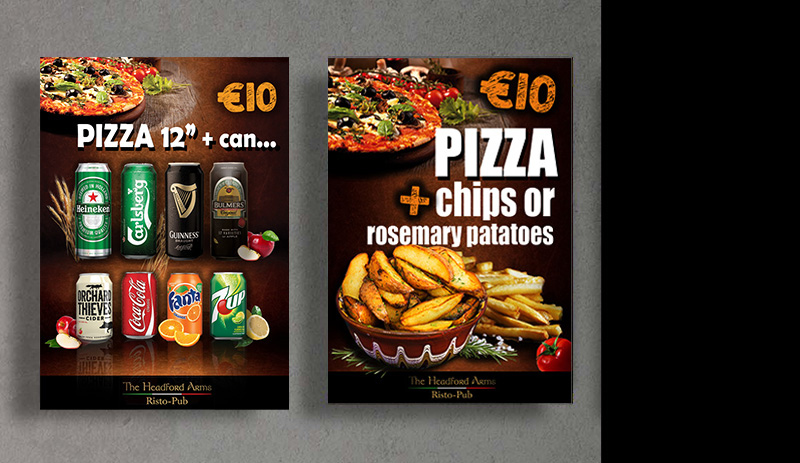 €10
PIZZA 12" + can...
Heineken
Carlsberg
GUINNESS
DRAUGHT
BULMERS
ORCHARD
THIEVES
CIDER
Coca-Cola
Fanta
7UP
The Headford Arms
Risto-Pub
€10
PIZZA
+ chips or
rosemary patatoes
The Headford Arms
Risto-Pub